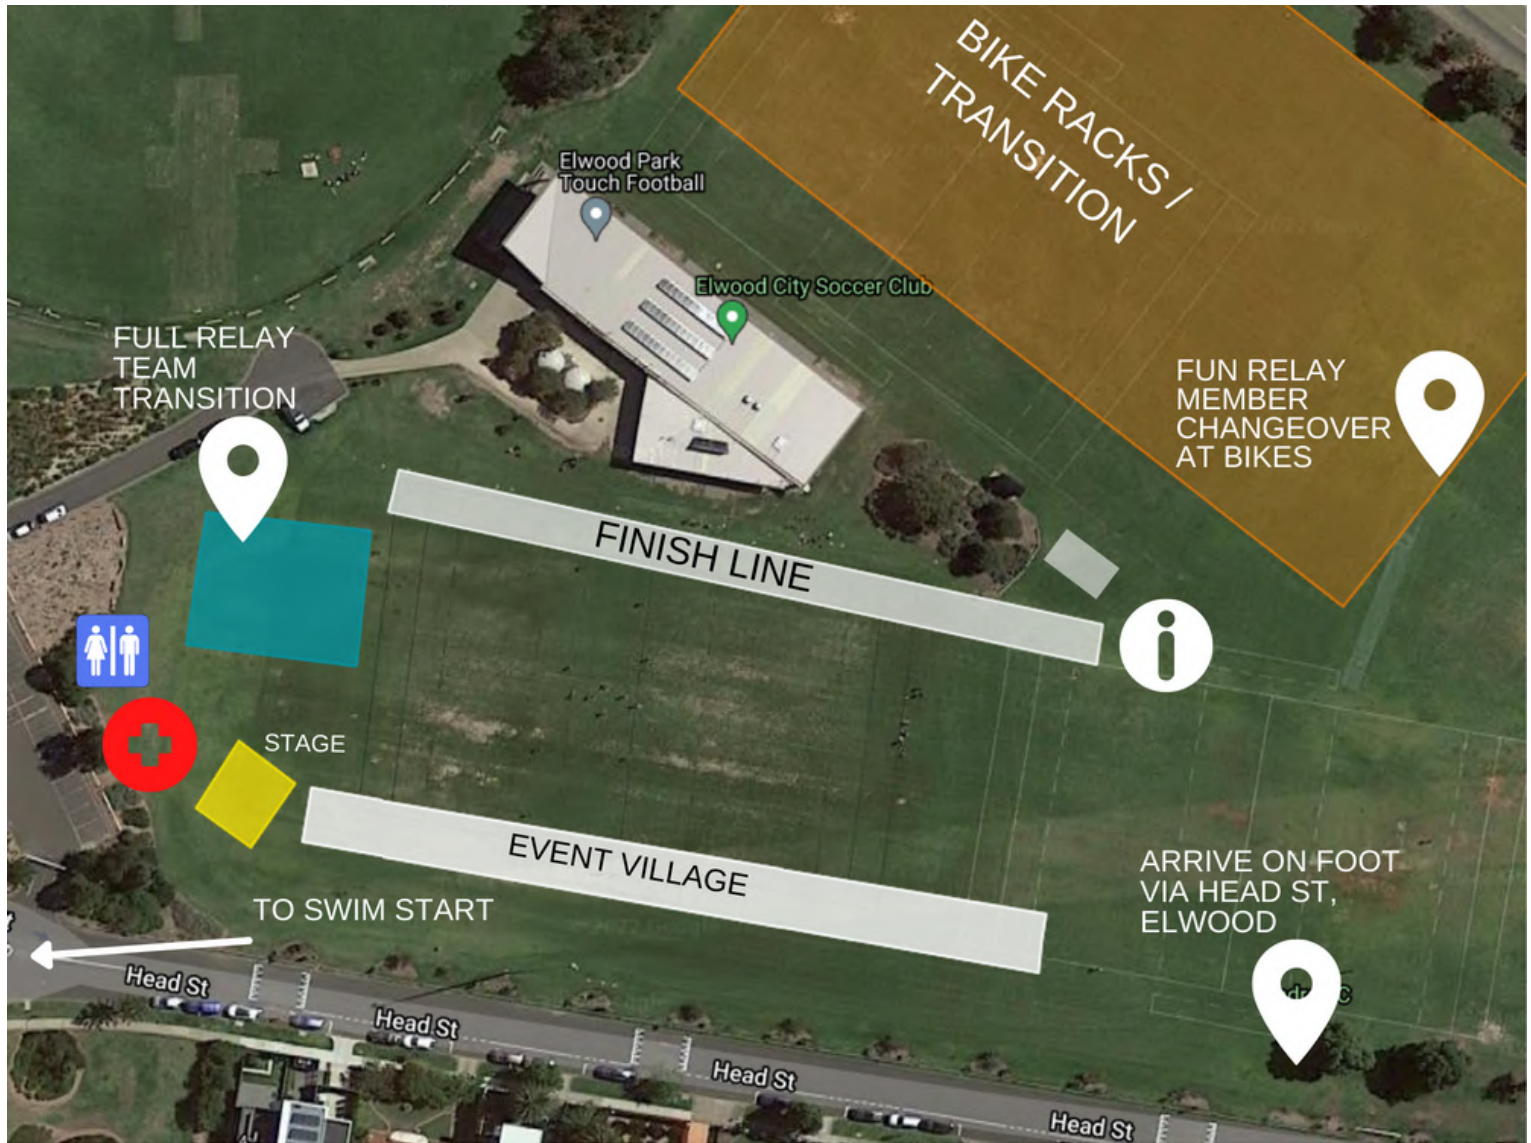 BIKE RACKS /
TRANSITION
Elwood Park
Touch Football
Elwood City Soccer Club
FULL RELAY
TEAM
TRANSITION
FUN RELAY
MEMBER
CHANGEOVER
AT BIKES
FINISH LINE
STAGE
EVENT VILLAGE
ARRIVE ON FOOT
VIA HEAD ST,
ELWOOD
TO SWIM START
Head St
Head St
Head St
Head St